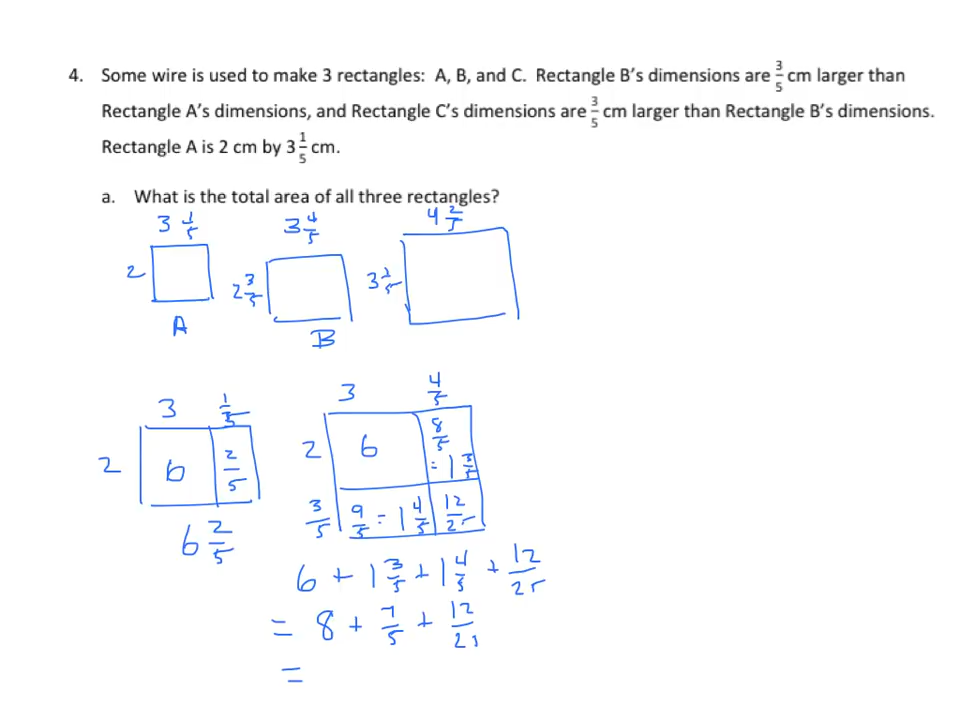 4. Some wire is used to make 3 rectangles: A, B, and C. Rectangle B's dimensions are 3/5 cm larger than
Rectangle A's dimensions, and Rectangle C's dimensions are 3/5 cm larger than Rectangle B's dimensions.
Rectangle A is 2 cm by 3 1/5 cm.
a. What is the total area of all three rectangles?
3 1/5 3 4/5 4 2/5
2 2 3/5 3 1/5
A B
3 1/5 3 4/5
2 6 2/5 2 6 8/5 = 1 3/5
3/5 9/5 = 1 4/5 12/25
6 2/5
6 + 1 3/5 + 1 4/5 + 12/25
= 8 + 7/5 + 12/25
=